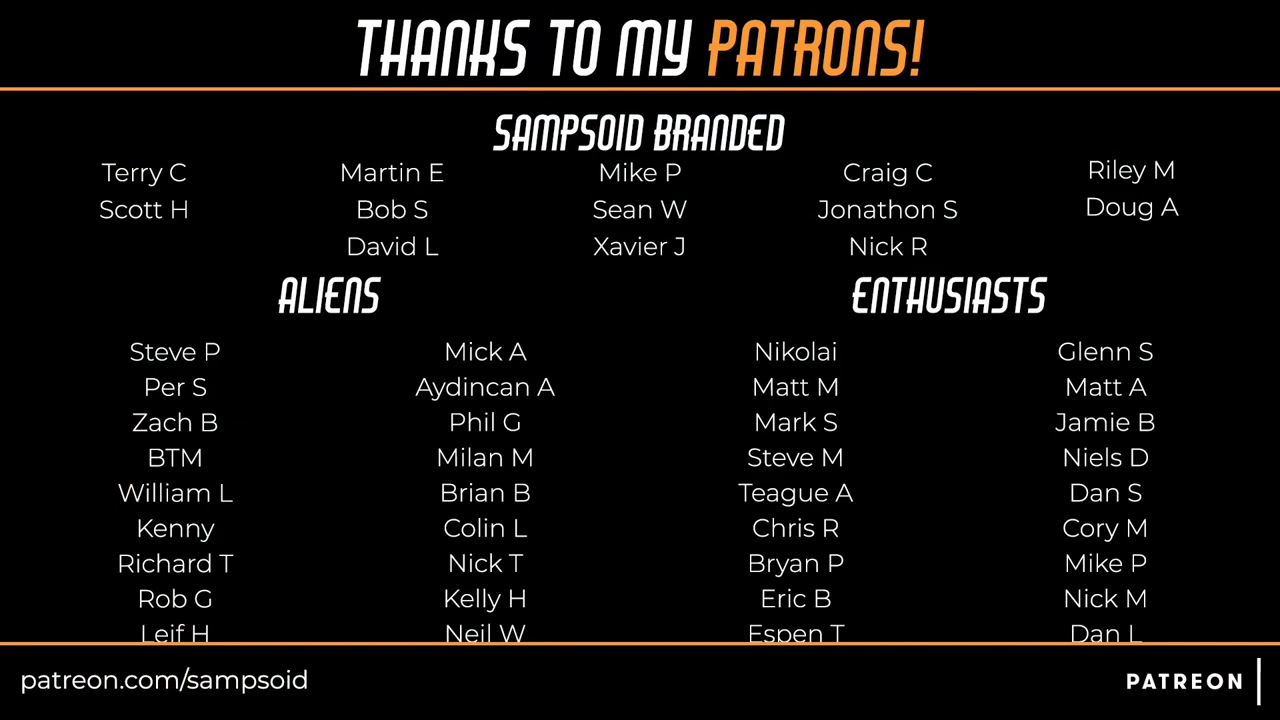 THANKS TO MY PATRONS!
SAMPSOID BRANDED
Terry C Martin E Mike P Craig C Riley M
Scott H Bob S Sean W Jonathon S Doug A
David L Xavier J Nick R
ALIENS ENTHUSIASTS
Steve P Mick A Nikolai Glenn S
Per S Aydincan A Matt M Matt A
Zach B Phil G Mark S Jamie B
BTM Milan M Steve M Niels D
William L Brian B Teague A Dan S
Kenny Colin L Chris R Cory M
Richard T Nick T Bryan P Mike P
Rob G Kelly H Eric B Nick M
Leif H Neil W Espen T Dan L
patreon.com/sampsoid PATREON